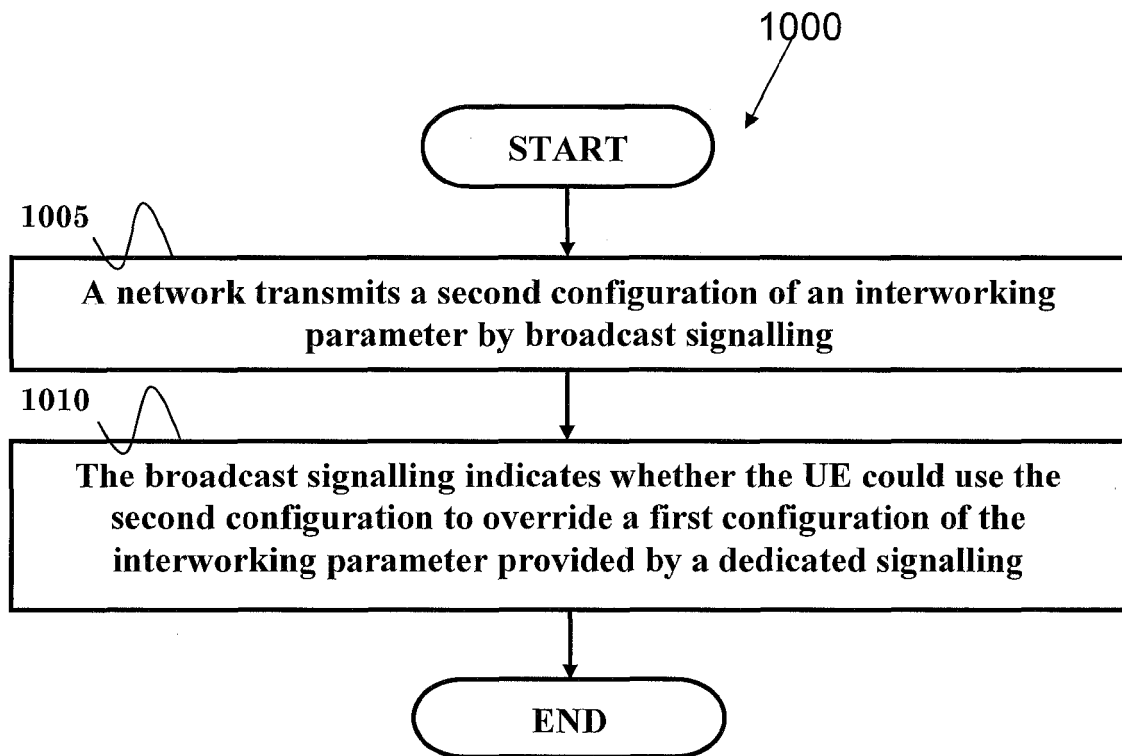 1000
START
1005
A network transmits a second configuration of an interworking
parameter by broadcast signalling
1010
The broadcast signalling indicates whether the UE could use the
second configuration to override a first configuration of the
interworking parameter provided by a dedicated signalling
END